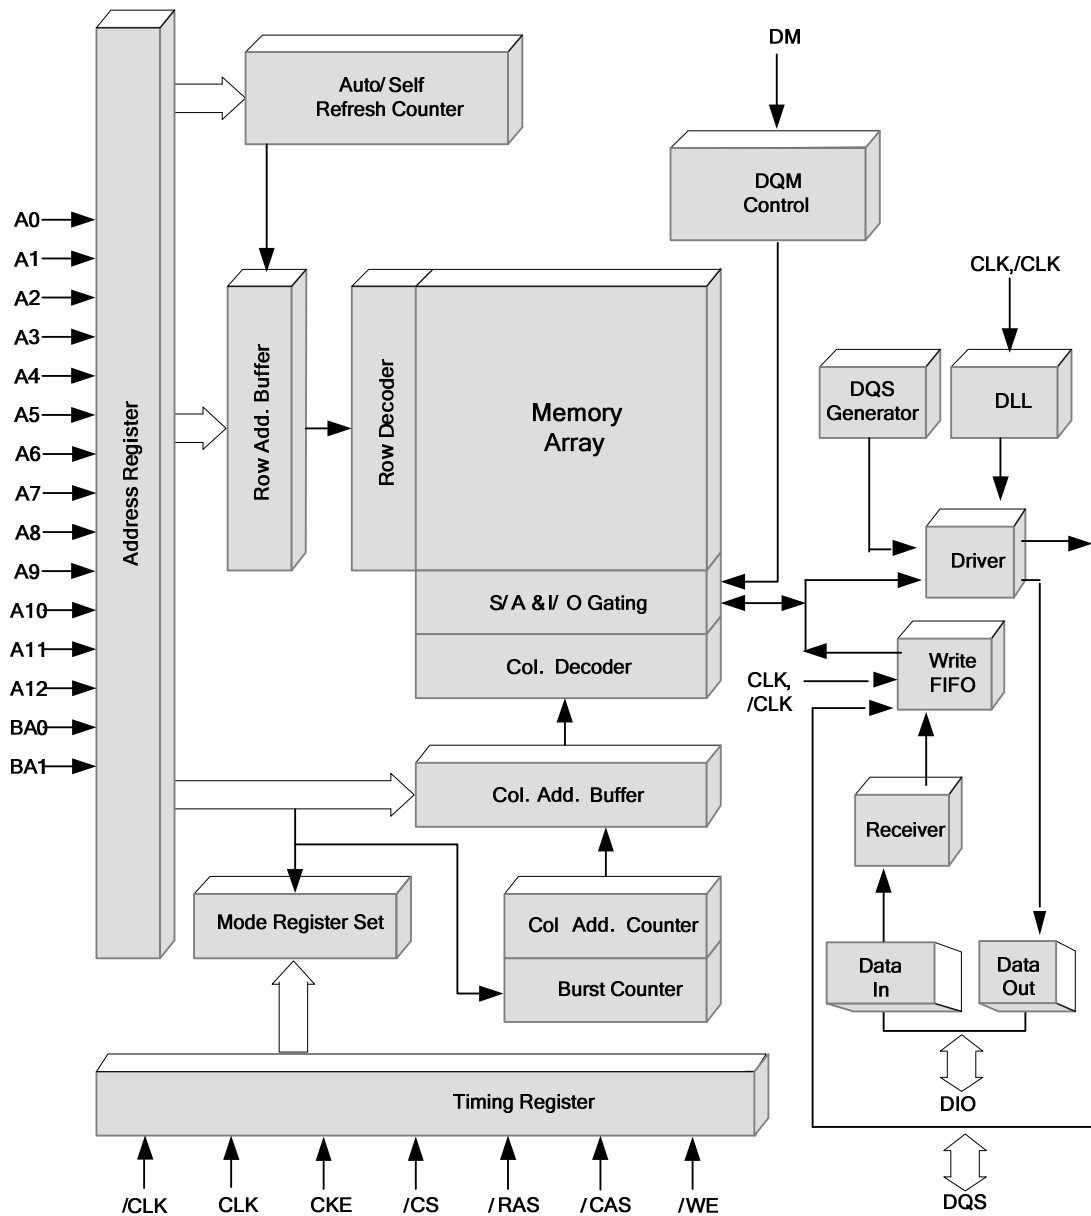 DM
Auto/Self
Refresh Counter
DQM
Control
A0
A1
A2
A3
A4
A5
A6
A7
A8
A9
A10
A11
A12
BA0
BA1
Address Register
Row Add. Buffer
Row Decoder
Memory
Array
CLK,/CLK
DQS
Generator
DLL
Driver
S/A & I/O Gating
Col. Decoder
Write
FIFO
CLK,
/CLK
Col. Add. Buffer
Receiver
Mode Register Set
Col Add. Counter
Burst Counter
Data
In
Data
Out
Timing Register
DIO
/CLK
CLK
CKE
/CS
/RAS
/CAS
/WE
DQS